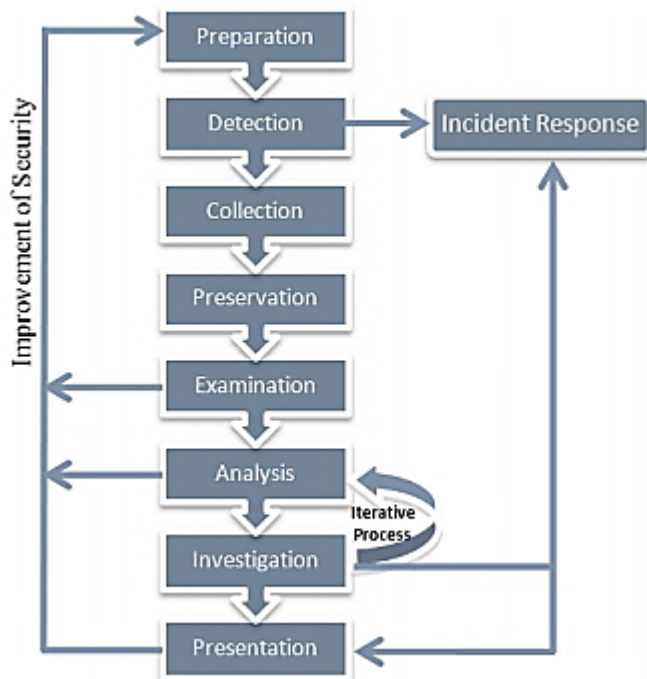 Preparation
Detection
Incident Response
Collection
Preservation
Examination
Analysis
Iterative
Process
Investigation
Presentation
Improvement of Security